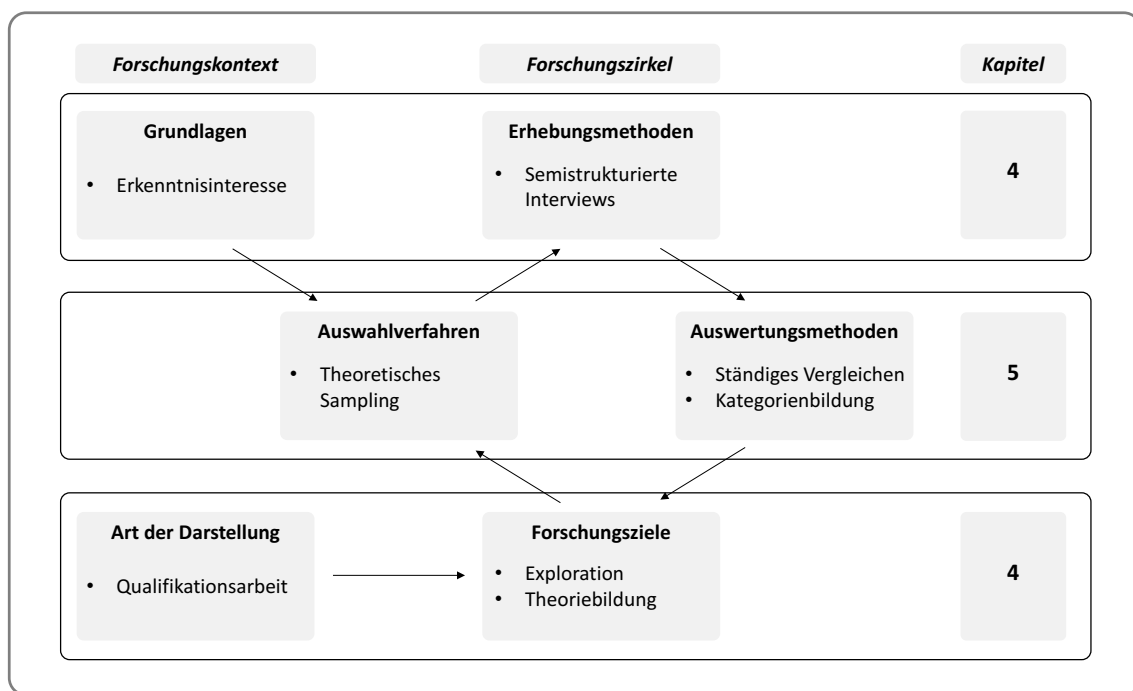 Forschungskontext
Forschungszirkel
Kapitel
Grundlagen
• Erkenntnisinteresse
Erhebungsmethoden
• Semistrukturierte
Interviews
4
Auswahlverfahren
• Theoretisches
Sampling
Auswertungsmethoden
• Ständiges Vergleichen
• Kategorienbildung
5
Art der Darstellung
• Qualifikationsarbeit
Forschungsziele
• Exploration
• Theoriebildung
4